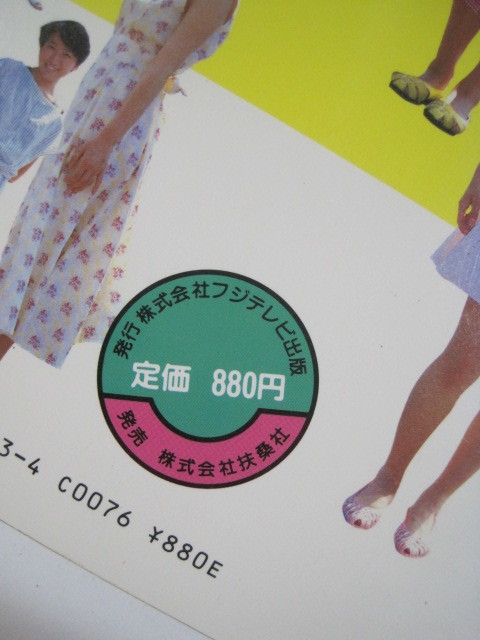 発行 株式会社フジテレビ出版
定価 880円
発売 株式会社扶桑社
3-4 C0076 ¥880E